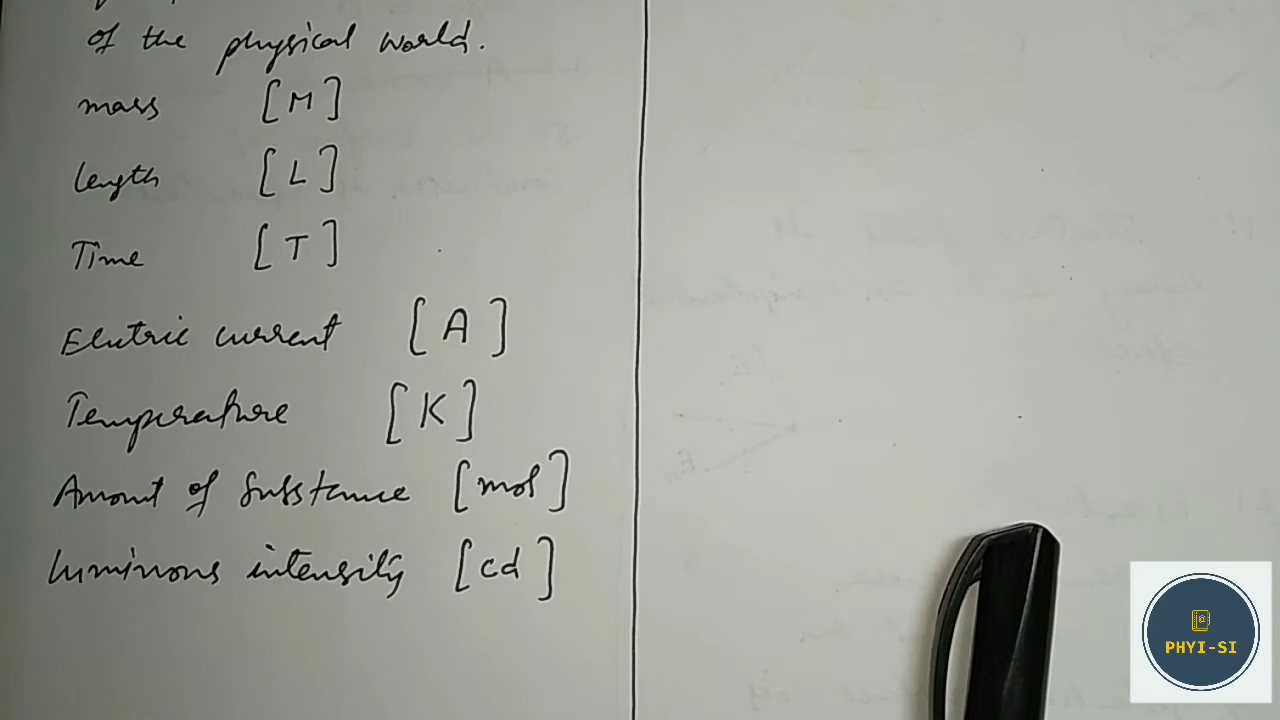 of the physical world.
mass [M]
length [L]
Time [T]
Electric current [A]
Temperature [K]
Amount of Substance [mol]
luminous intensity [cd]
PHYI-SI